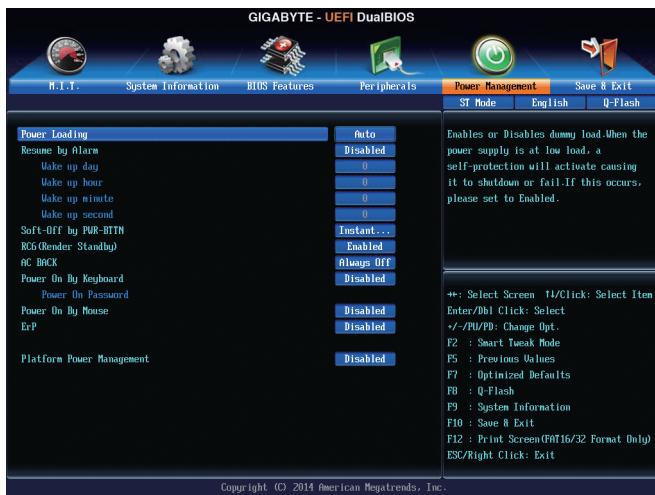 GIGABYTE - UEFI DualBIOS
M.I.T. System Information BIOS Features Peripherals Power Management Save & Exit
ST Mode English Q-Flash
Power Loading Auto
Resume by Alarm Disabled
Wake up day 0
Wake up hour 0
Wake up minute 0
Wake up second 0
Soft-Off by PWR-BTTN Instant...
RC6(Render Standby) Enabled
AC BACK Always Off
Power On By Keyboard Disabled
Power On Password
Power On By Mouse Disabled
ErP Disabled
Platform Power Management Disabled
Enables or Disables dummy load.When the
power supply is at low load, a
self-protection will activate causing
it to shutdown or fail.If this occurs,
please set to Enabled.
→←: Select Screen ↑↓/Click: Select Item
Enter/Dbl Click: Select
+/-/PU/PD: Change Opt.
F2 : Smart Tweak Mode
F5 : Previous Values
F7 : Optimized Defaults
F8 : Q-Flash
F9 : System Information
F10 : Save & Exit
F12 : Print Screen(FAT16/32 Format Only)
ESC/Right Click: Exit
Copyright (C) 2014 American Megatrends, Inc.